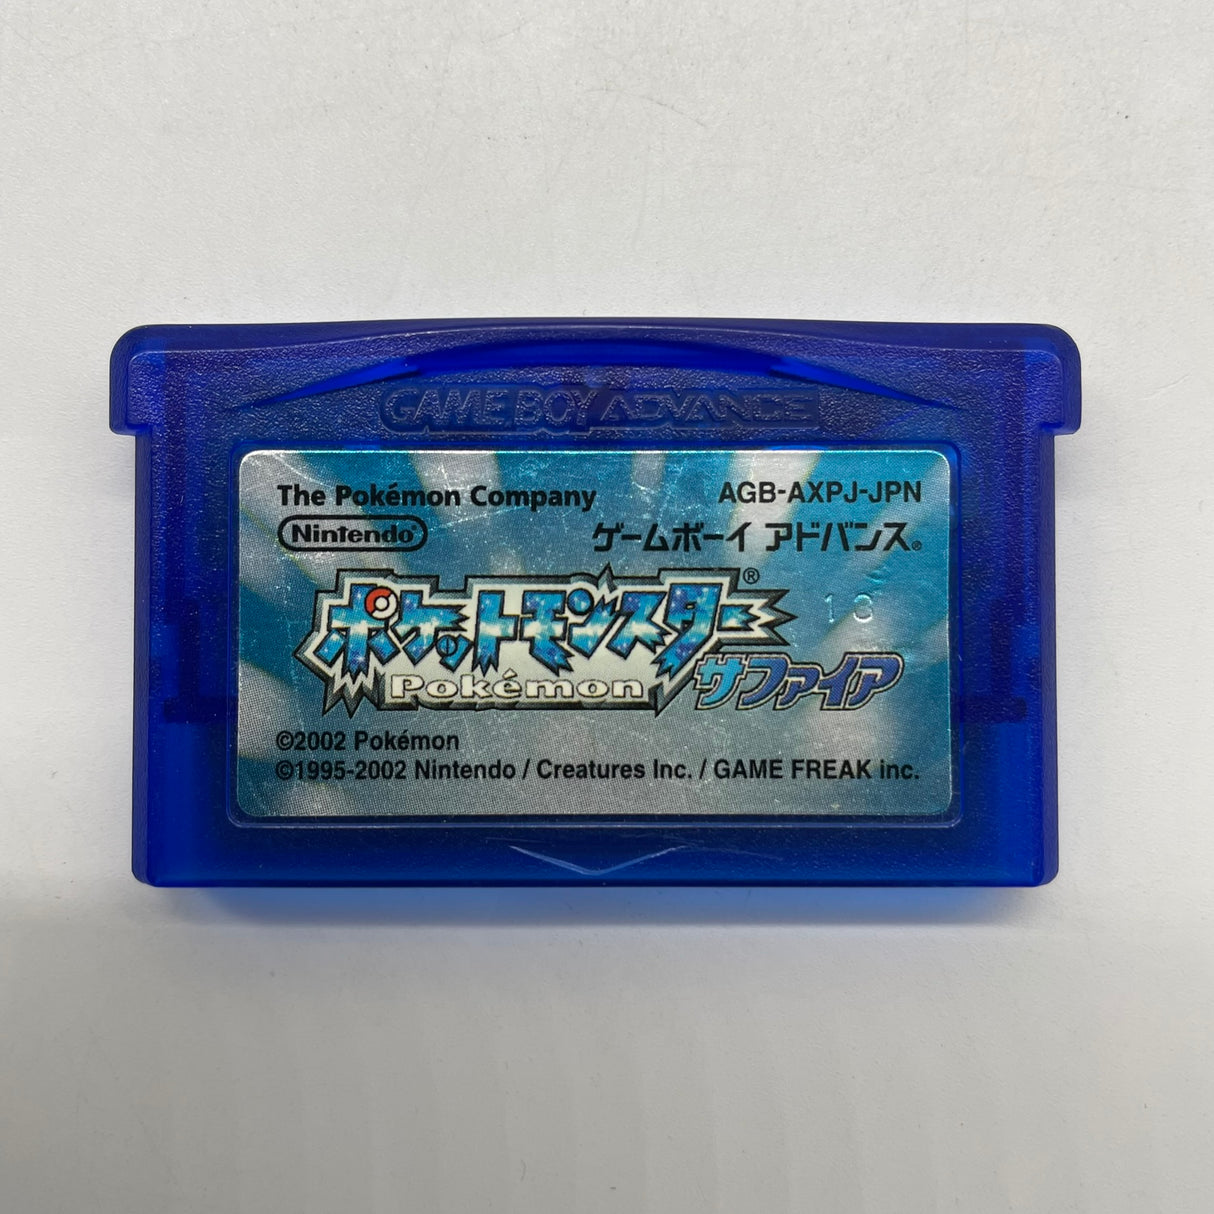 GAME BOY ADVANCE
The Pokémon Company
AGB-AXPJ-JPN
Nintendo
ゲームボーイ アドバンス®
ポケットモンスター®
Pokémon
サファイア
©2002 Pokémon
©1995-2002 Nintendo / Creatures Inc. / GAME FREAK inc.